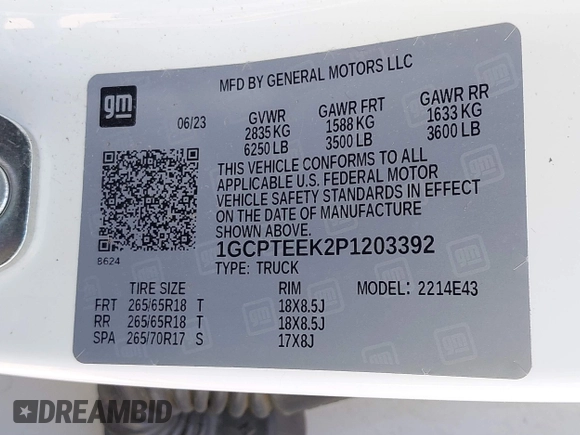 MFD BY GENERAL MOTORS LLC
gm
06/23 GVWR GAWR FRT GAWR RR
2835 KG 1588 KG 1633 KG
6250 LB 3500 LB 3600 LB
THIS VEHICLE CONFORMS TO ALL
APPLICABLE U.S. FEDERAL MOTOR
VEHICLE SAFETY STANDARDS IN EFFECT
ON THE DATE OF MANUFACTURE
SHOWN ABOVE.
8624
1GCPTEEK2P1203392
TYPE: TRUCK
TIRE SIZE RIM MODEL: 2214E43
FRT 265/65R18 T 18X8.5J
RR 265/65R18 T 18X8.5J
SPA 265/70R17 S 17X8J
DREAMBID